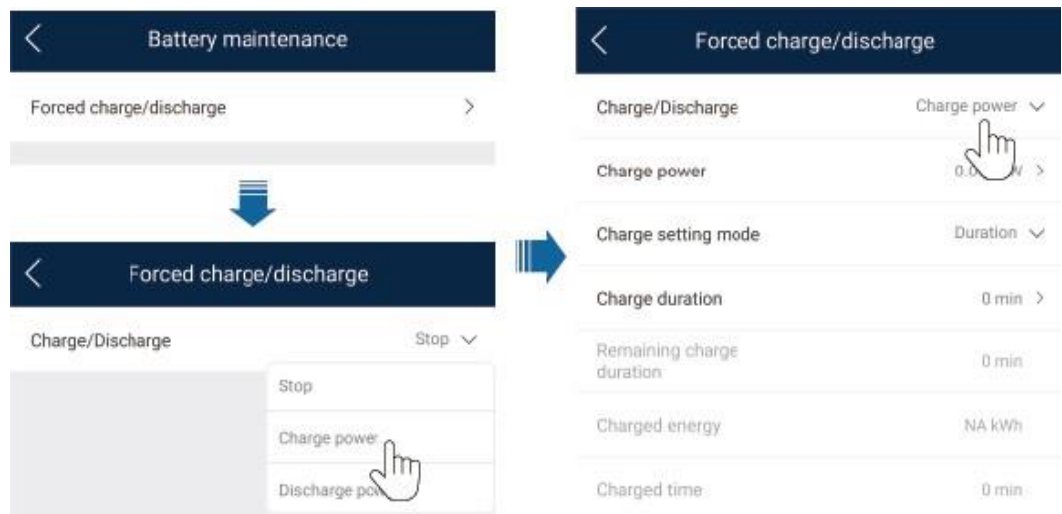 Battery maintenance
Forced charge/discharge
Forced charge/discharge
Charge/Discharge Stop
Stop
Charge power
Discharge
Forced charge/discharge
Charge/Discharge Charge power
Charge power
Charge setting mode Duration
Charge duration 0 min
Remaining charge
duration 0 min
Charged energy NA kWh
Charged time 0 min